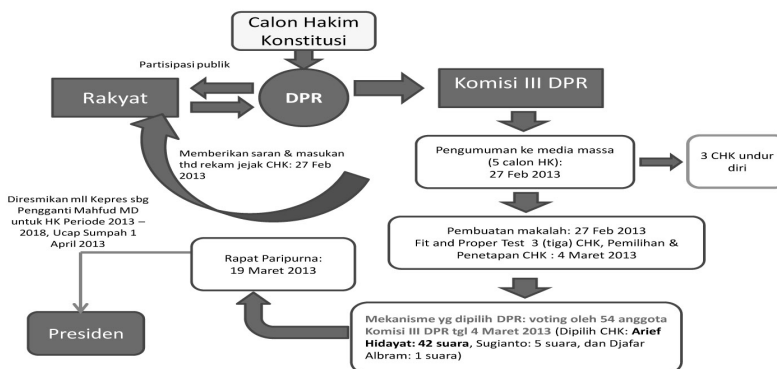 Calon Hakim
Konstitusi
Partisipasi publik
Rakyat
DPR
Komisi III DPR
Memberikan saran & masukan
thd rekam jejak CHK: 27 Feb
2013
Pengumuman ke media massa
(5 calon HK):
27 Feb 2013
3 CHK undur
diri
Diresmikan mll Kepres sbg
Pengganti Mahfud MD
untuk HK Periode 2013 –
2018, Ucap Sumpah 1
April 2013
Pembuatan makalah: 27 Feb 2013
Fit and Proper Test 3 (tiga) CHK, Pemilihan &
Penetapan CHK : 4 Maret 2013
Rapat Paripurna:
19 Maret 2013
Presiden
Mekanisme yg dipilih DPR: voting oleh 54 anggota
Komisi III DPR tgl 4 Maret 2013 (Dipilih CHK: Arief
Hidayat: 42 suara, Sugianto: 5 suara, dan Djafar
Albram: 1 suara)